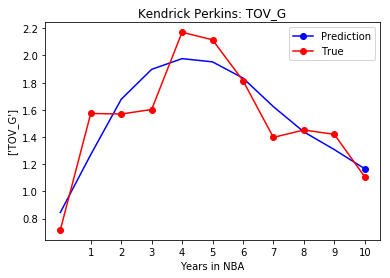 Kendrick Perkins: TOV_G
Prediction
True
2.2
2.0
1.8
1.6
1.4
1.2
1.0
0.8
['TOV_G']
1 2 3 4 5 6 7 8 9 10
Years in NBA